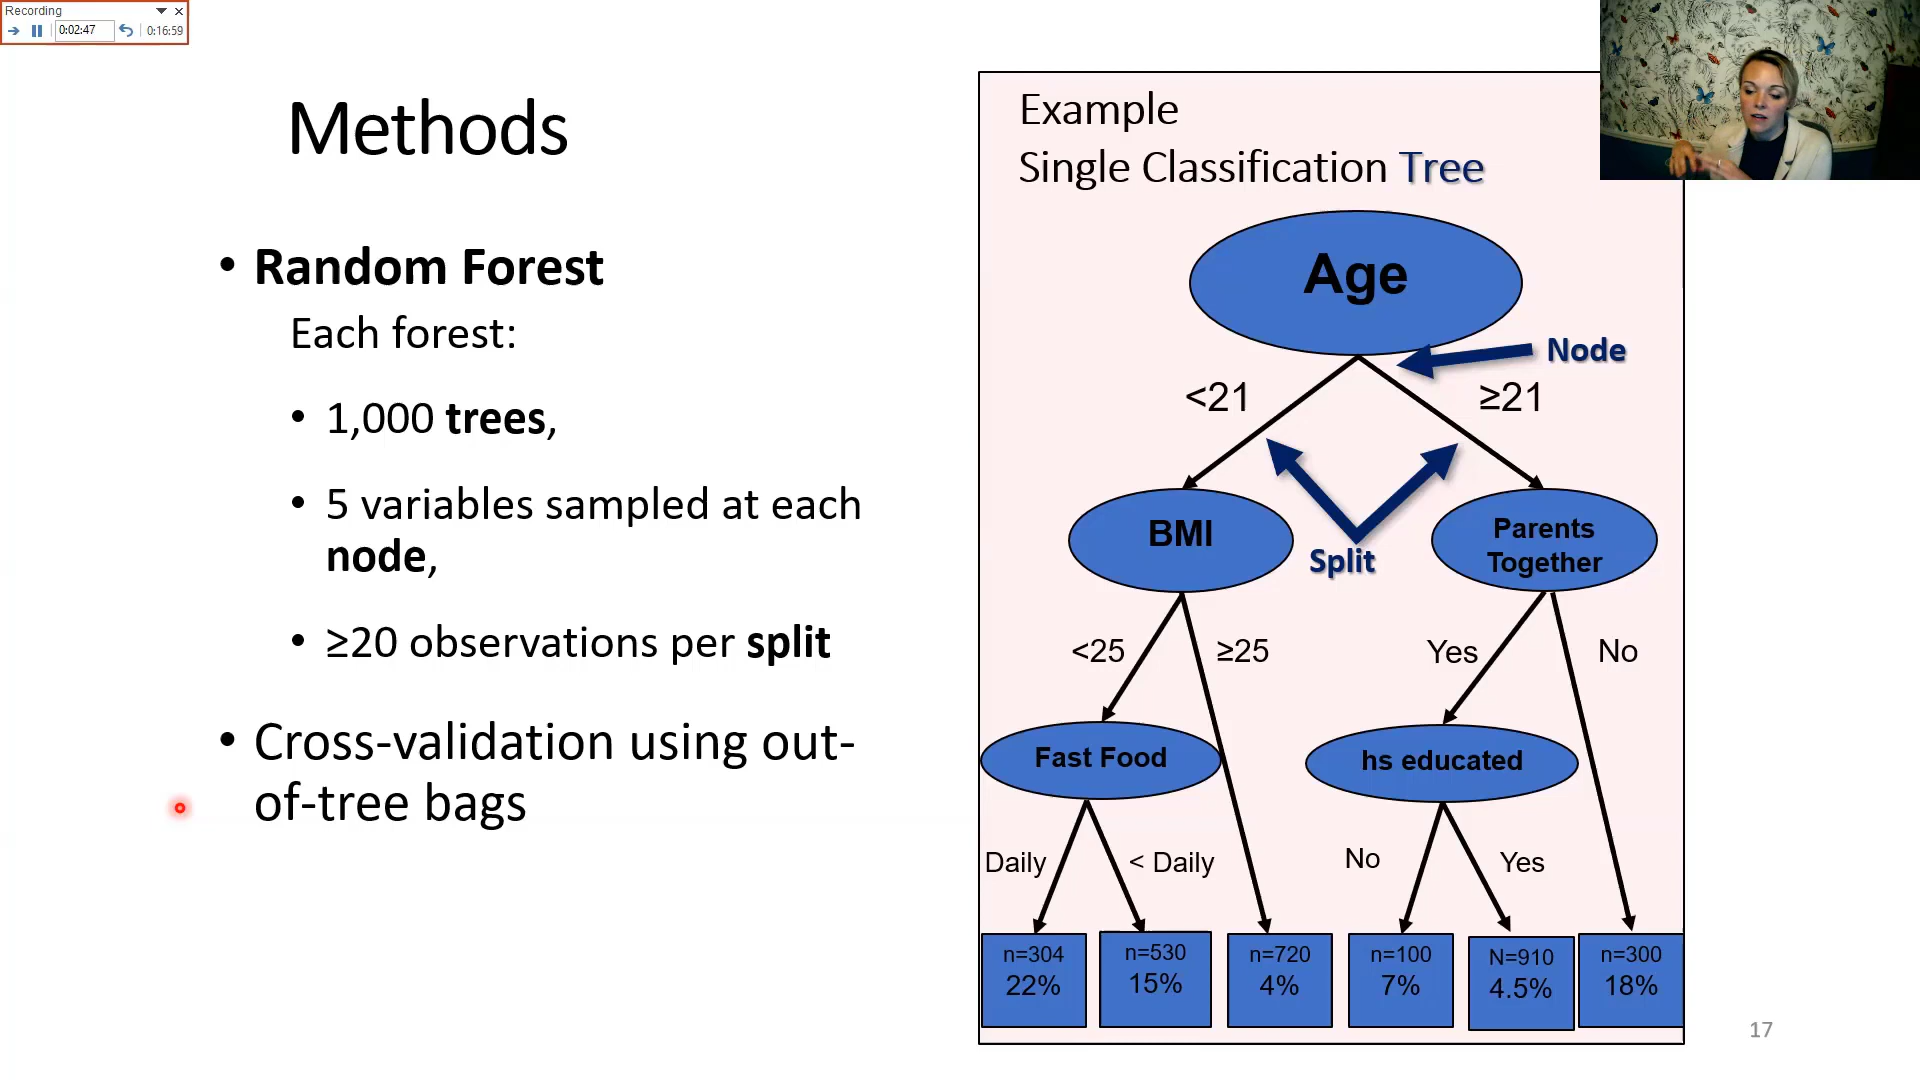 Recording
0:02:47
0:16:59
Methods
• Random Forest
Each forest:
• 1,000 trees,
• 5 variables sampled at each
node,
• ≥20 observations per split
• Cross-validation using out-
of-tree bags
Example
Single Classification Tree
Age
Node
<21
≥21
BMI
Split
Parents
Together
<25
≥25
Yes
No
Fast Food
hs educated
Daily
< Daily
No
Yes
n=304
22%
n=530
15%
n=720
4%
n=100
7%
N=910
4.5%
n=300
18%
17